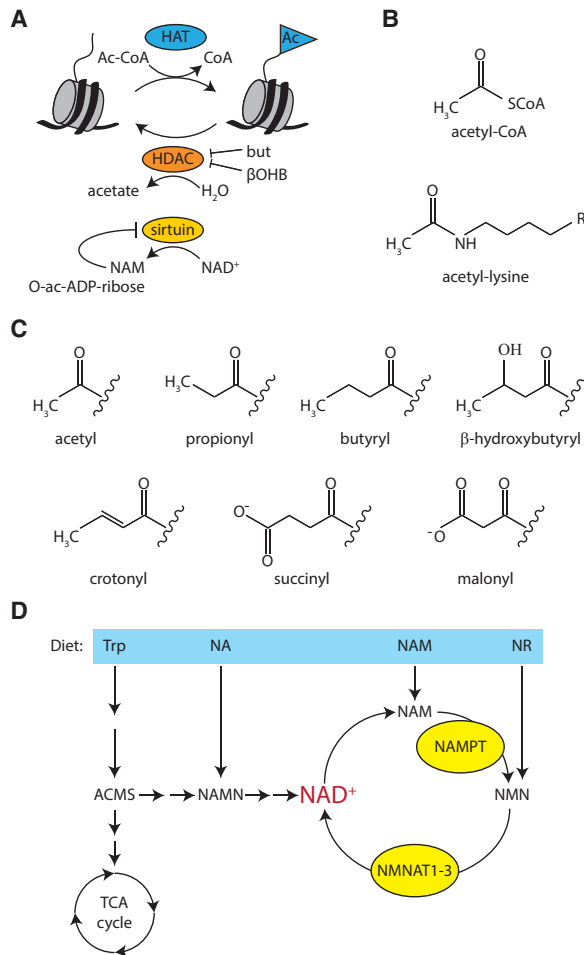 A
HAT
Ac-CoA
CoA
Ac
HDAC
but
βOHB
acetate
H₂O
sirtuin
NAM
NAD⁺
O-ac-ADP-ribose
B
O
H₃C
SCoA
acetyl-CoA
O
H₃C
NH
R
acetyl-lysine
C
O
H₃C
acetyl
O
H₃C
propionyl
O
H₃C
butyryl
OH
O
H₃C
β-hydroxybutyryl
O
H₃C
crotonyl
O⁻
O
O
succinyl
O
O
⁻O
malonyl
D
Diet: Trp NA NAM NR
NAM
NAMPT
ACMS NAMN NAD⁺ NMN
NMNAT1-3
TCA
cycle